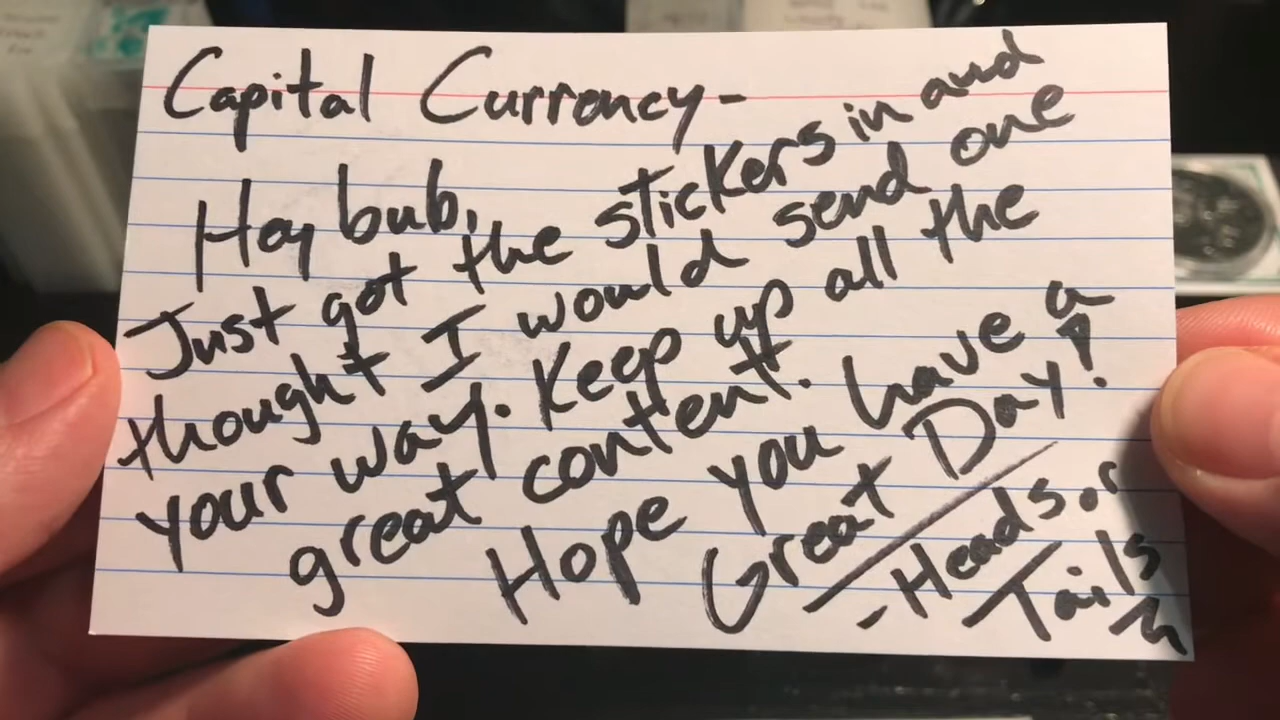 Capital Currency-
Hey bub,
Just got the stickers in and
thought I would send one
your way. Keep up all the
great content.
Hope you have a
Great Day!
-Heads or
Tails